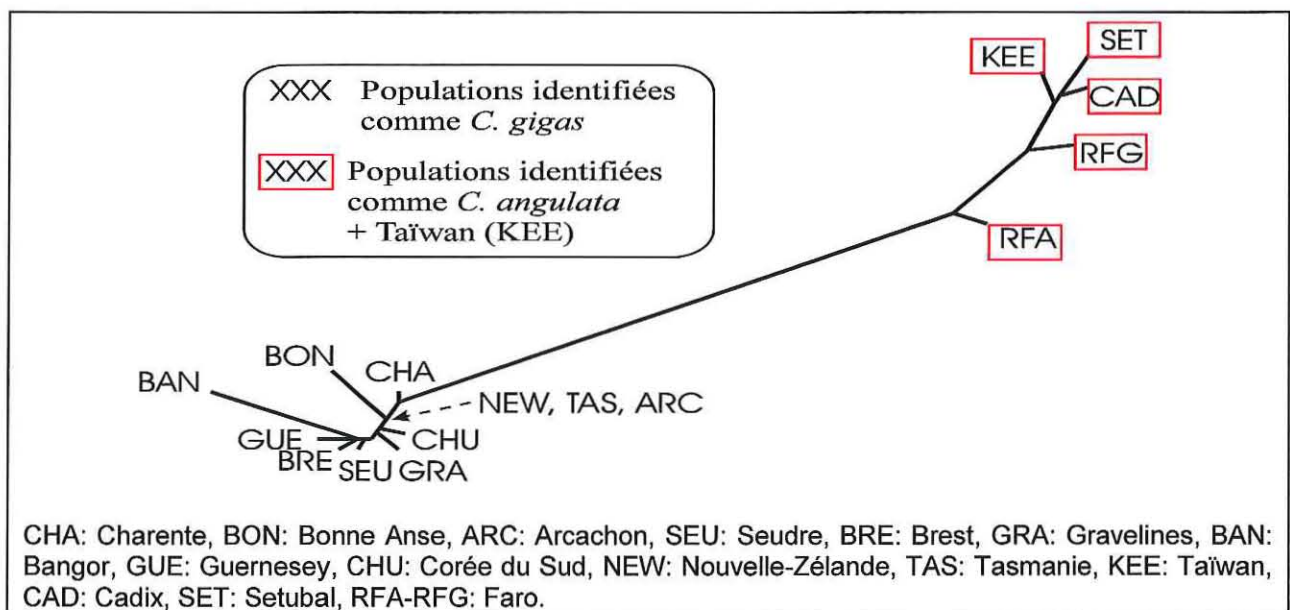 KEE
SET
CAD
RFG
RFA
XXX Populations identifiées
comme C. gigas
XXX Populations identifiées
comme C. angulata
+ Taïwan (KEE)
BAN
BON
CHA
NEW, TAS, ARC
GUE
CHU
BRE
SEU GRA
CHA: Charente, BON: Bonne Anse, ARC: Arcachon, SEU: Seudre, BRE: Brest, GRA: Gravelines, BAN:
Bangor, GUE: Guernesey, CHU: Corée du Sud, NEW: Nouvelle-Zélande, TAS: Tasmanie, KEE: Taïwan,
CAD: Cadix, SET: Setubal, RFA-RFG: Faro.